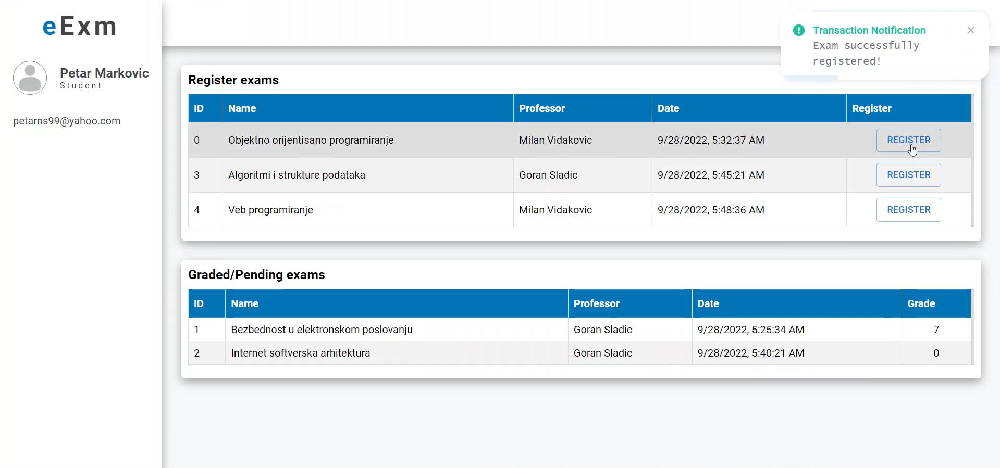 eExm
Petar Markovic
Student
petarns99@yahoo.com
Transaction Notification
Exam successfully
registered!
Register exams
ID Name Professor Date Register
0 Objektno orijentisano programiranje Milan Vidakovic 9/28/2022, 5:32:37 AM REGISTER
3 Algoritmi i strukture podataka Goran Sladic 9/28/2022, 5:45:21 AM REGISTER
4 Veb programiranje Milan Vidakovic 9/28/2022, 5:48:36 AM REGISTER
Graded/Pending exams
ID Name Professor Date Grade
1 Bezbednost u elektronskom poslovanju Goran Sladic 9/28/2022, 5:25:34 AM 7
2 Internet softverska arhitektura Goran Sladic 9/28/2022, 5:40:21 AM 0